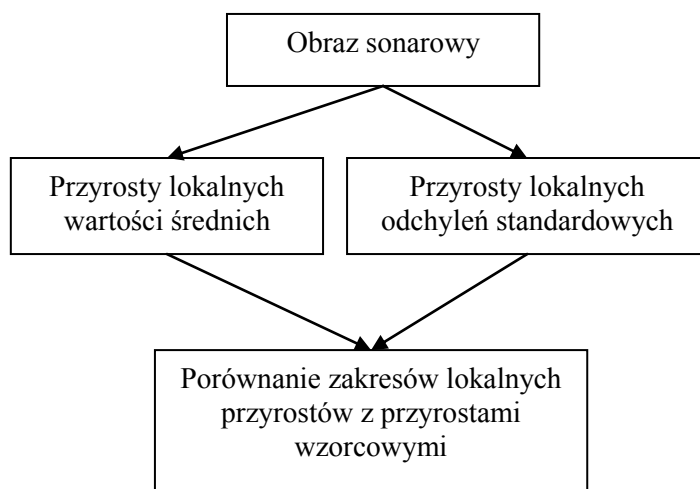 Obraz sonarowy
Przyrosty lokalnych
wartości średnich
Przyrosty lokalnych
odchyleń standardowych
Porównanie zakresów lokalnych
przyrostów z przyrostami
wzorcowymi